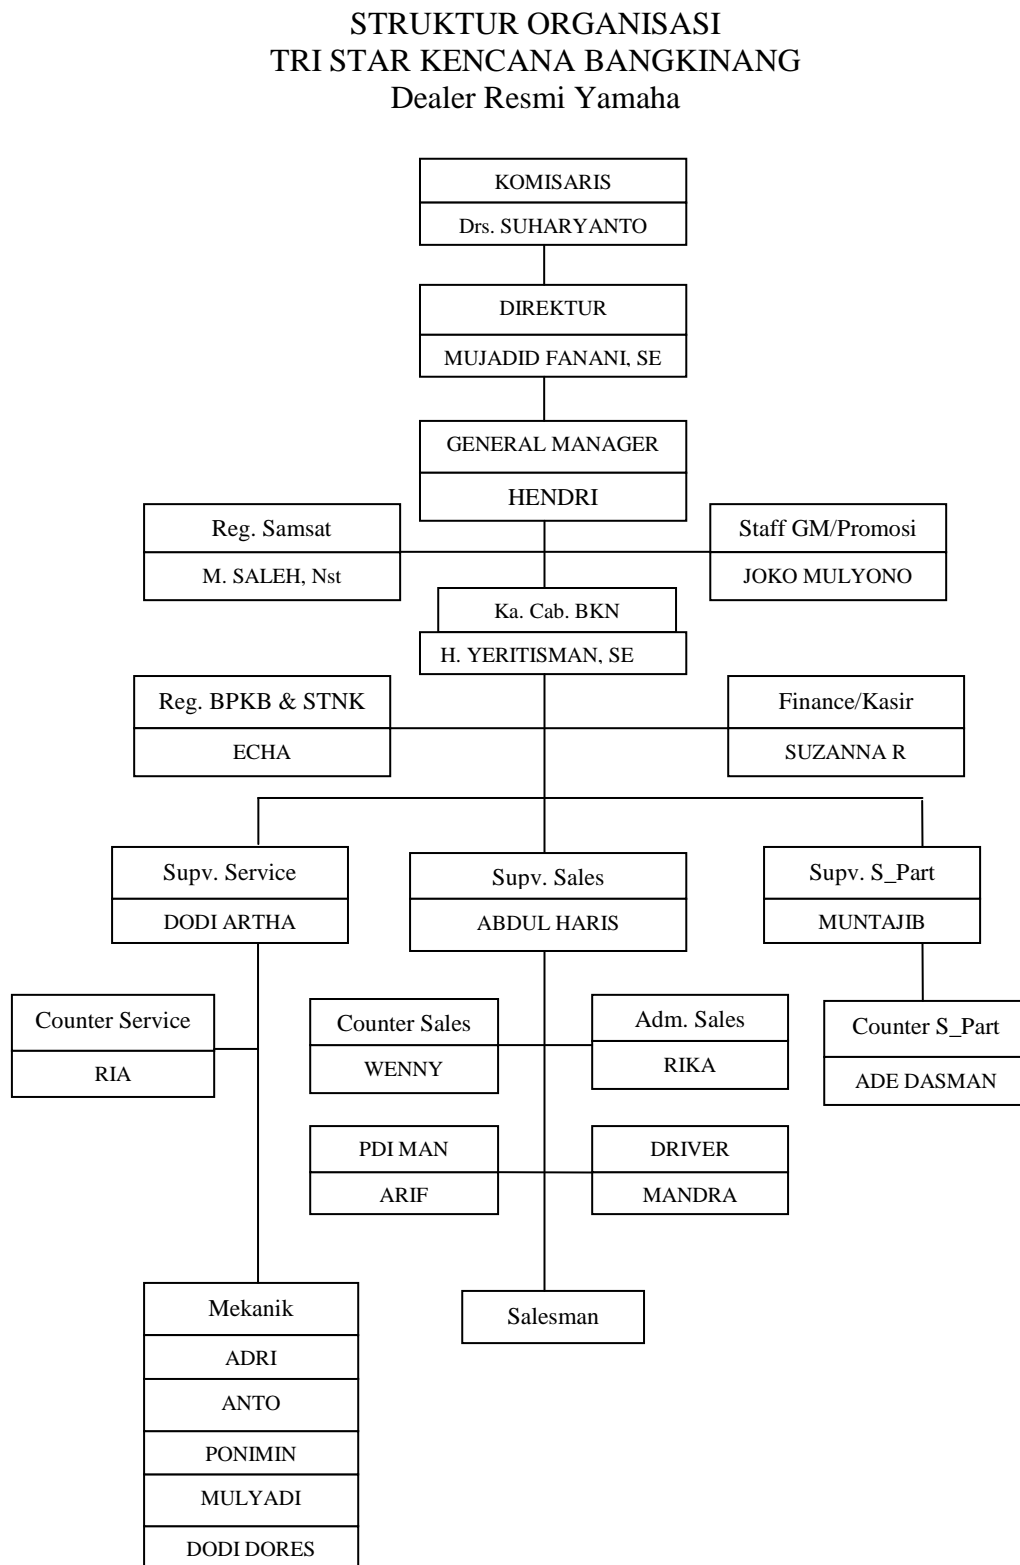 STRUKTUR ORGANISASI
TRI STAR KENCANA BANGKINANG
Dealer Resmi Yamaha
KOMISARIS
Drs. SUHARYANTO
DIREKTUR
MUJADID FANANI, SE
GENERAL MANAGER
HENDRI
Reg. Samsat
M. SALEH, Nst
Staff GM/Promosi
JOKO MULYONO
Ka. Cab. BKN
H. YERITISMAN, SE
Reg. BPKB & STNK
ECHA
Finance/Kasir
SUZANNA R
Supv. Service
DODI ARTHA
Supv. Sales
ABDUL HARIS
Supv. S_Part
MUNTAJIB
Counter Service
RIA
Counter Sales
WENNY
Adm. Sales
RIKA
Counter S_Part
ADE DASMAN
PDI MAN
ARIF
DRIVER
MANDRA
Mekanik
ADRI
ANTO
PONIMIN
MULYADI
DODI DORES
Salesman